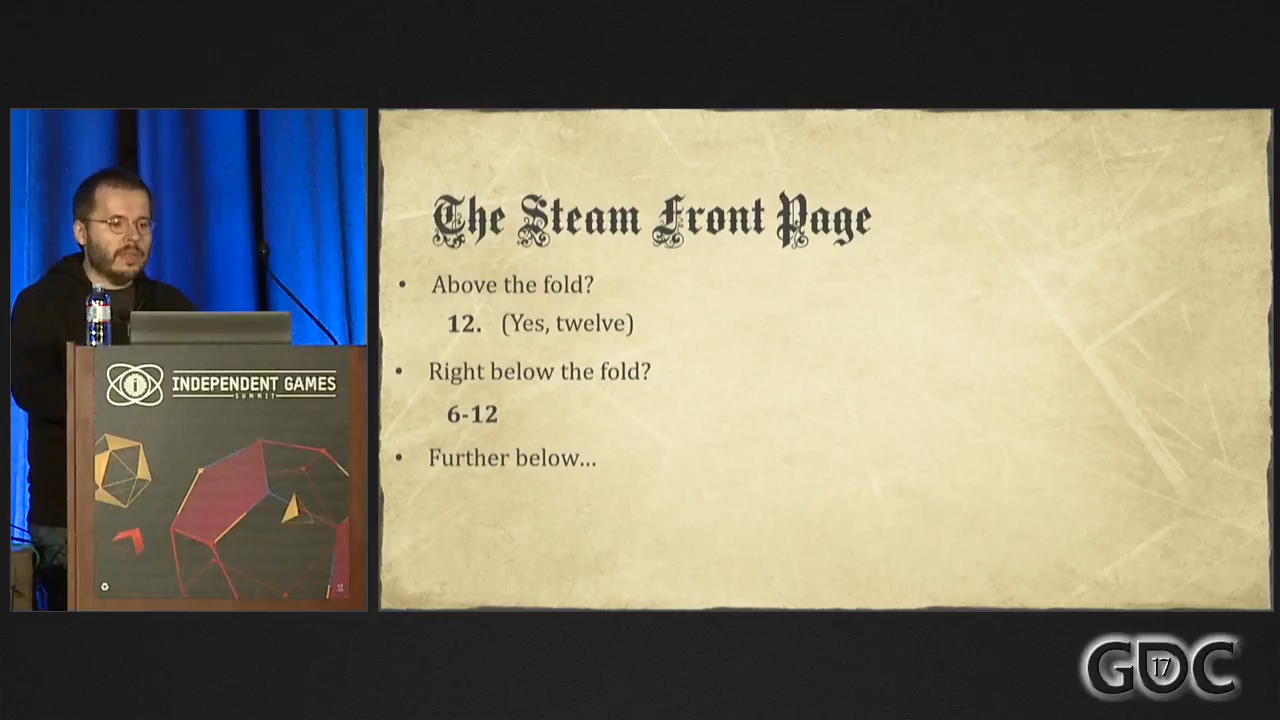 The Steam Front Page
• Above the fold?
12. (Yes, twelve)
• Right below the fold?
6-12
• Further below...
INDEPENDENT GAMES
SUMMIT
GDC
17